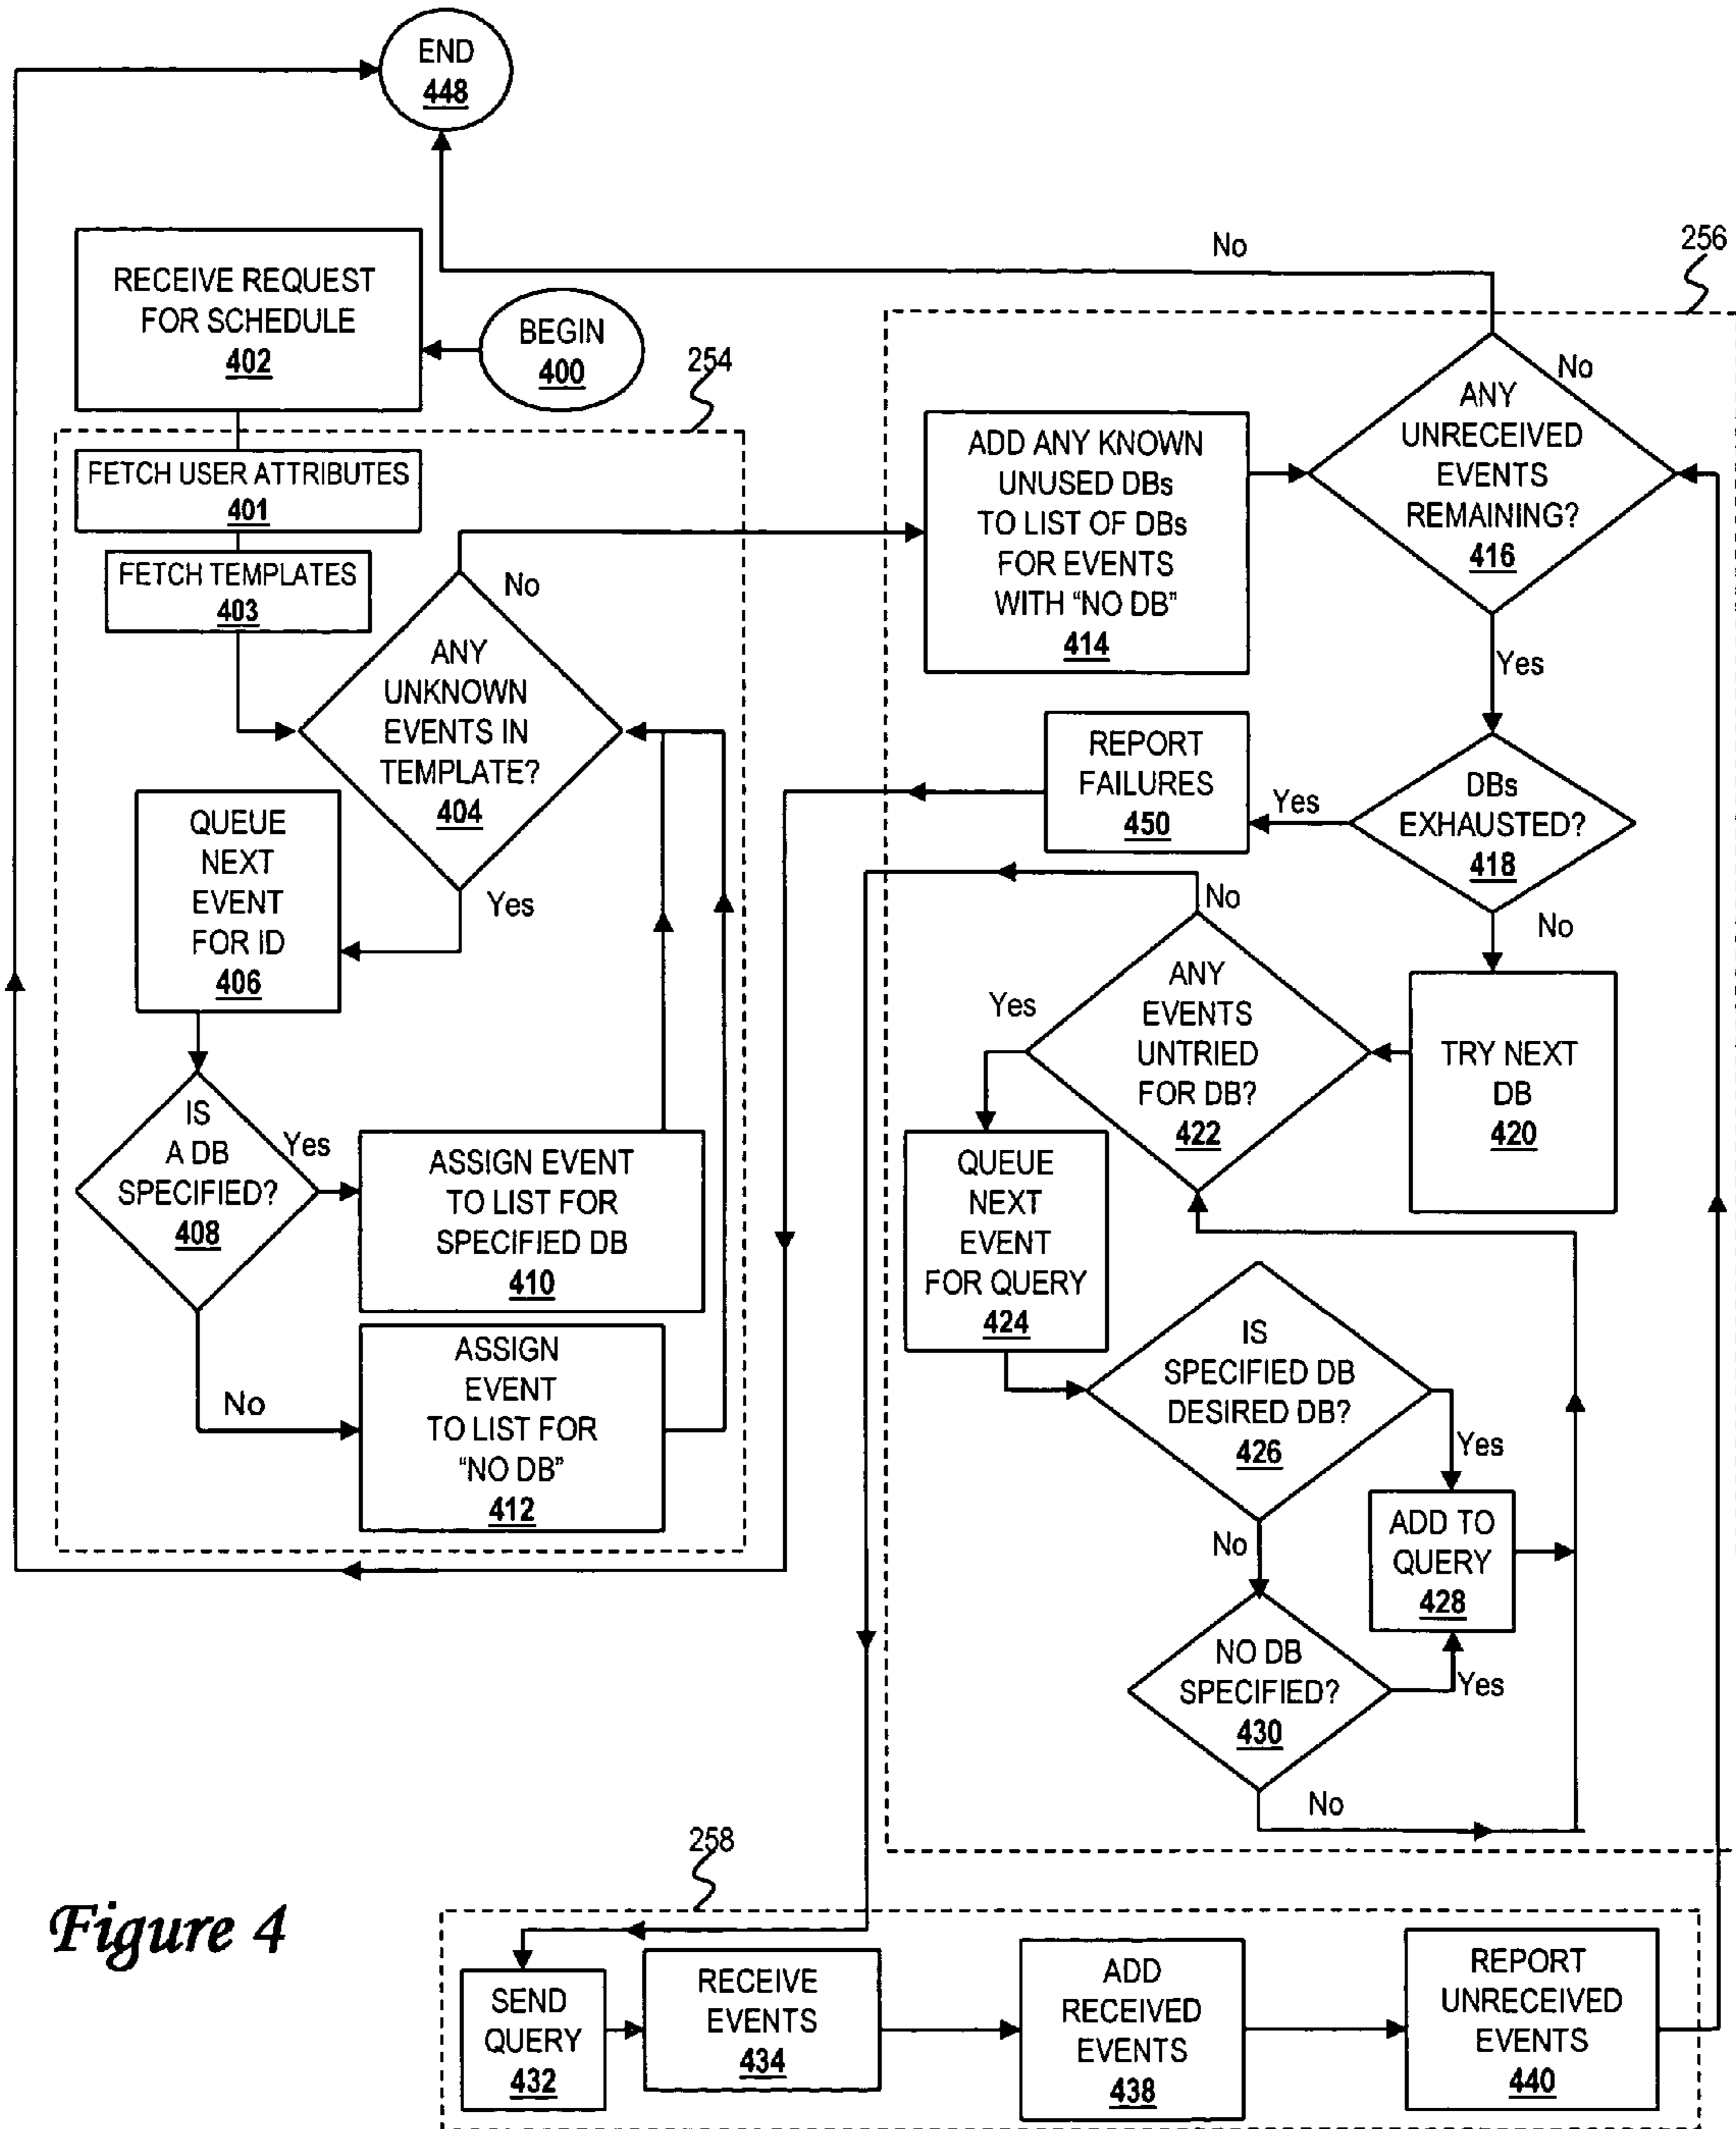 END
448
No
256
RECEIVE REQUEST
FOR SCHEDULE
402
BEGIN
400
254
FETCH USER ATTRIBUTES
401
FETCH TEMPLATES
403
No
ANY
UNKNOWN
EVENTS IN
TEMPLATE?
404
Yes
QUEUE
NEXT
EVENT
FOR ID
406
IS
A DB
SPECIFIED?
408
Yes
ASSIGN EVENT
TO LIST FOR
SPECIFIED DB
410
No
ASSIGN
EVENT
TO LIST FOR
“NO DB”
412
ADD ANY KNOWN
UNUSED DBs
TO LIST OF DBs
FOR EVENTS
WITH “NO DB”
414
No
ANY
UNRECEIVED
EVENTS
REMAINING?
416
Yes
REPORT
FAILURES
450
Yes
DBs
EXHAUSTED?
418
No
No
ANY
EVENTS
UNTRIED
FOR DB?
422
Yes
TRY NEXT
DB
420
QUEUE
NEXT
EVENT
FOR QUERY
424
IS
SPECIFIED DB
DESIRED DB?
426
Yes
No
ADD TO
QUERY
428
NO DB
SPECIFIED?
430
Yes
No
258
Figure 4
SEND
QUERY
432
RECEIVE
EVENTS
434
ADD
RECEIVED
EVENTS
438
REPORT
UNRECEIVED
EVENTS
440